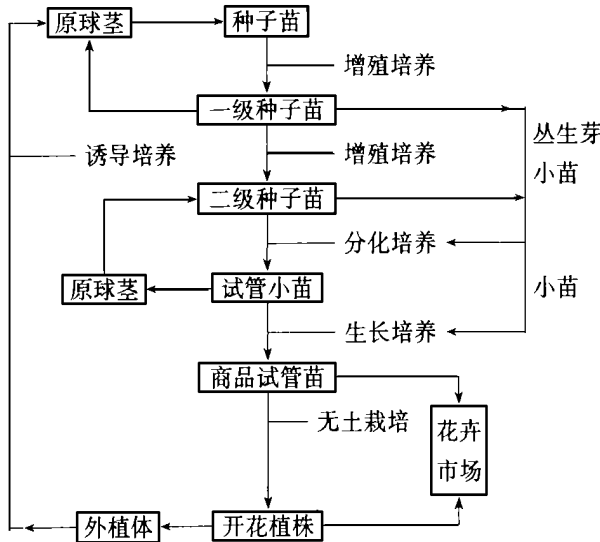 原球茎
种子苗
增殖培养
一级种子苗
丛生芽
小苗
诱导培养
增殖培养
二级种子苗
分化培养
原球茎
试管小苗
小苗
生长培养
商品试管苗
无土栽培
花卉
市场
外植体
开花植株